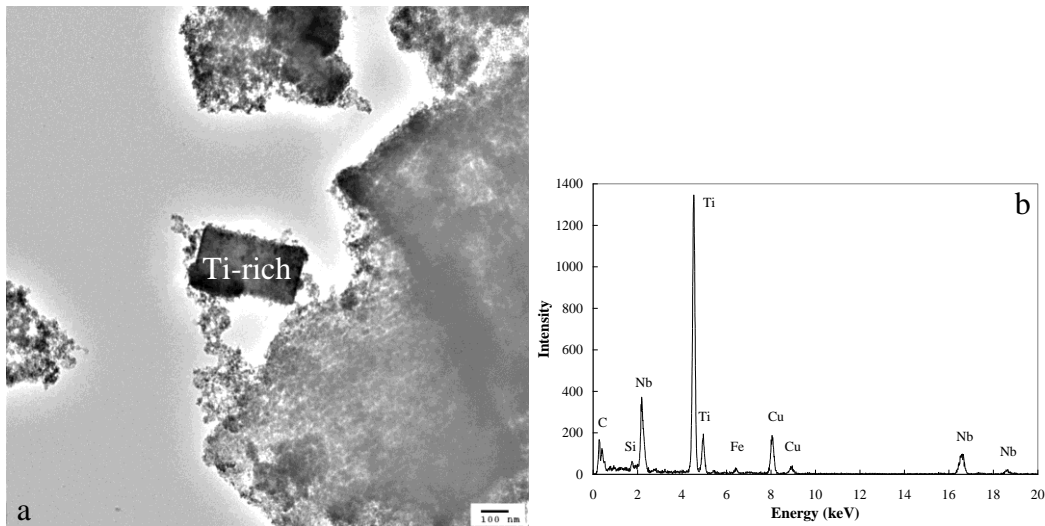 Ti-rich
a
100 nm
b
1400
1200
1000
800
600
400
200
0
Intensity
C
Si
Nb
Ti
Ti
Fe
Cu
Cu
Nb
Nb
0 2 4 6 8 10 12 14 16 18 20
Energy (keV)